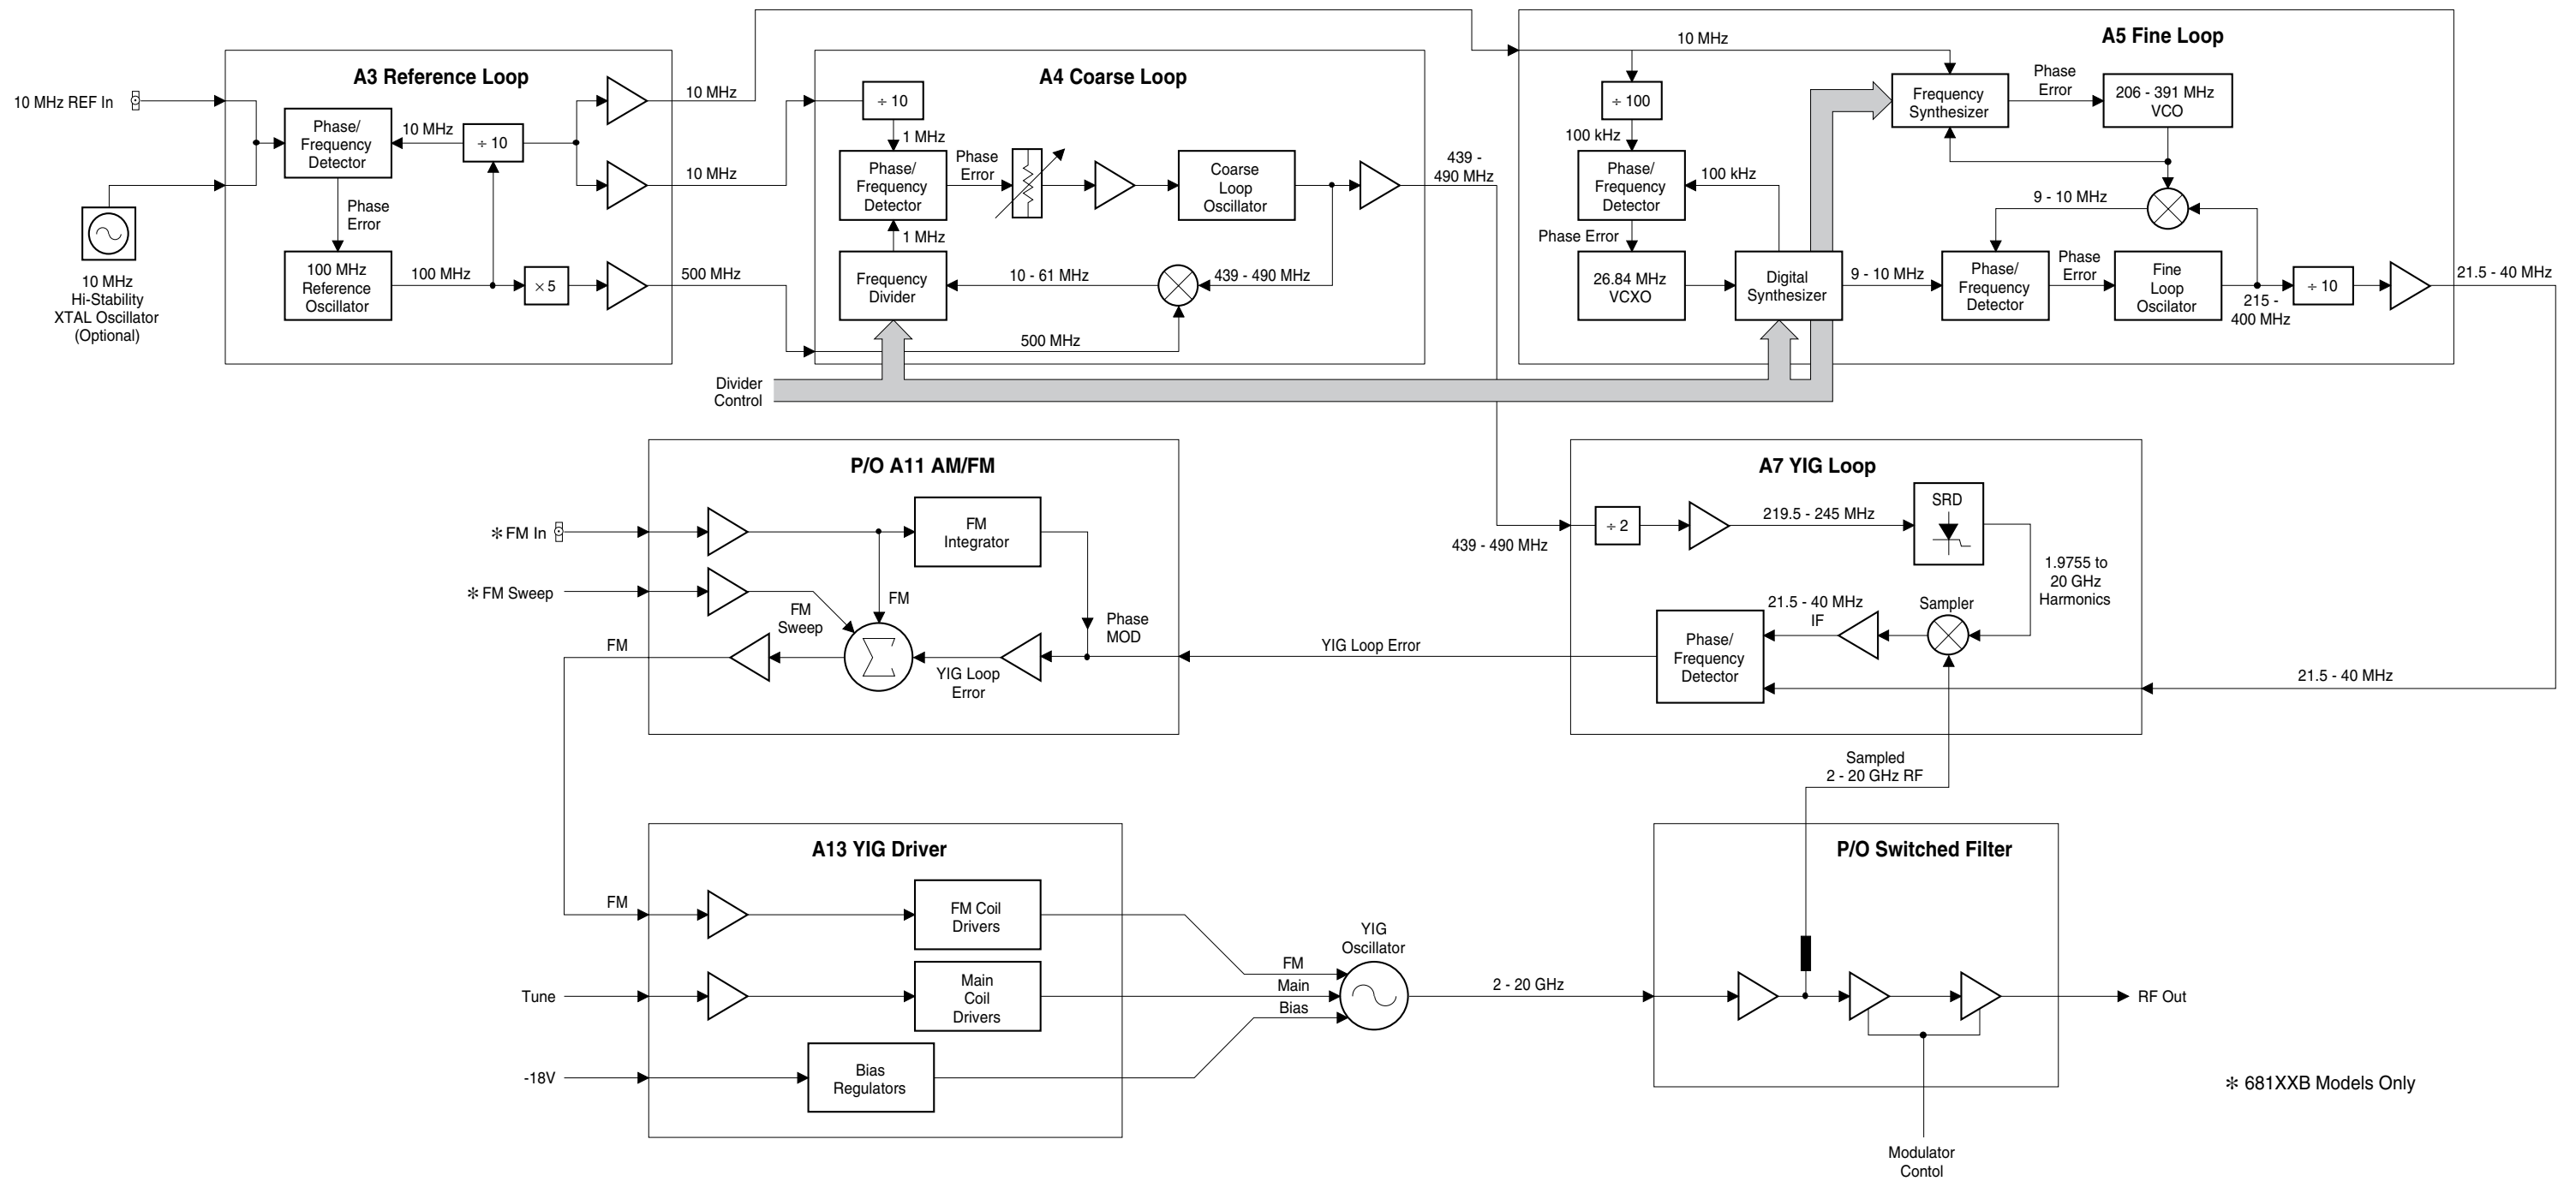 A3 Reference Loop
10 MHz REF In
Phase/
Frequency
Detector
10 MHz
÷ 10
10 MHz
10 MHz
Phase
Error
100 MHz
Reference
Oscillator
100 MHz
× 5
500 MHz
10 MHz
Hi-Stability
XTAL Oscillator
(Optional)
A4 Coarse Loop
÷ 10
1 MHz
Phase/
Frequency
Detector
Phase
Error
Coarse
Loop
Oscillator
439 -
490 MHz
1 MHz
Frequency
Divider
10 - 61 MHz
439 - 490 MHz
500 MHz
Divider
Control
A5 Fine Loop
10 MHz
÷ 100
100 kHz
Phase/
Frequency
Detector
100 kHz
Phase Error
26.84 MHz
VCXO
Digital
Synthesizer
Frequency
Synthesizer
Phase
Error
206 - 391 MHz
VCO
9 - 10 MHz
9 - 10 MHz
Phase/
Frequency
Detector
Phase
Error
Fine
Loop
Oscilator
215 -
400 MHz
÷ 10
21.5 - 40 MHz
P/O A11 AM/FM
✻ FM In
FM
Integrator
✻ FM Sweep
FM
Sweep
FM
Phase
MOD
FM
YIG Loop
Error
YIG Loop Error
A7 YIG Loop
439 - 490 MHz
÷ 2
219.5 - 245 MHz
SRD
1.9755 to
20 GHz
Harmonics
Sampler
21.5 - 40 MHz
IF
Phase/
Frequency
Detector
21.5 - 40 MHz
Sampled
2 - 20 GHz RF
A13 YIG Driver
FM
FM Coil
Drivers
Tune
Main
Coil
Drivers
-18V
Bias
Regulators
YIG
Oscillator
FM
Main
Bias
2 - 20 GHz
P/O Switched Filter
RF Out
Modulator
Contol
✻ 681XXB Models Only